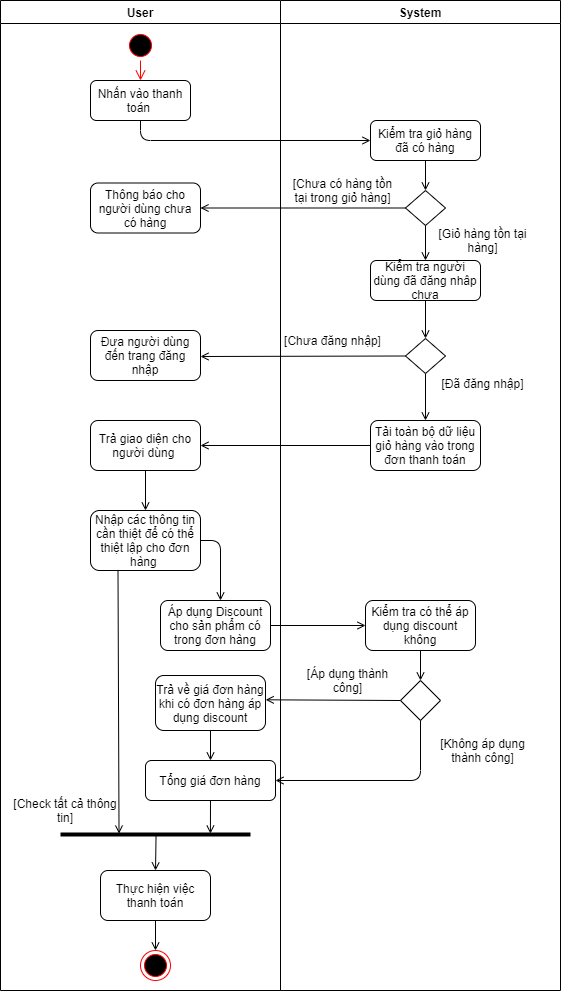 User
System
Nhấn vào thanh
toán
Kiểm tra giỏ hàng
đã có hàng
[Chưa có hàng tồn
tại trong giỏ hàng]
Thông báo cho
người dùng chưa
có hàng
[Giỏ hàng tồn tại
hàng]
Kiểm tra người
dùng đã đăng nhâp
chưa
[Chưa đăng nhập]
Đưa người dùng
đến trang đăng
nhập
[Đã đăng nhập]
Tải toàn bộ dữ liệu
giỏ hàng vào trong
đơn thanh toán
Trả giao diện cho
người dùng
Nhập các thông tin
cần thiệt để có thể
thiệt lập cho đơn
hàng
Áp dụng Discount
cho sản phẩm có
trong đơn hàng
Kiểm tra có thể áp
dụng discount
không
[Áp dụng thành
công]
Trả về giá đơn hàng
khi có đơn hàng áp
dụng discount
[Không áp dụng
thành công]
Tổng giá đơn hàng
[Check tất cả thông
tin]
Thực hiện việc
thanh toán